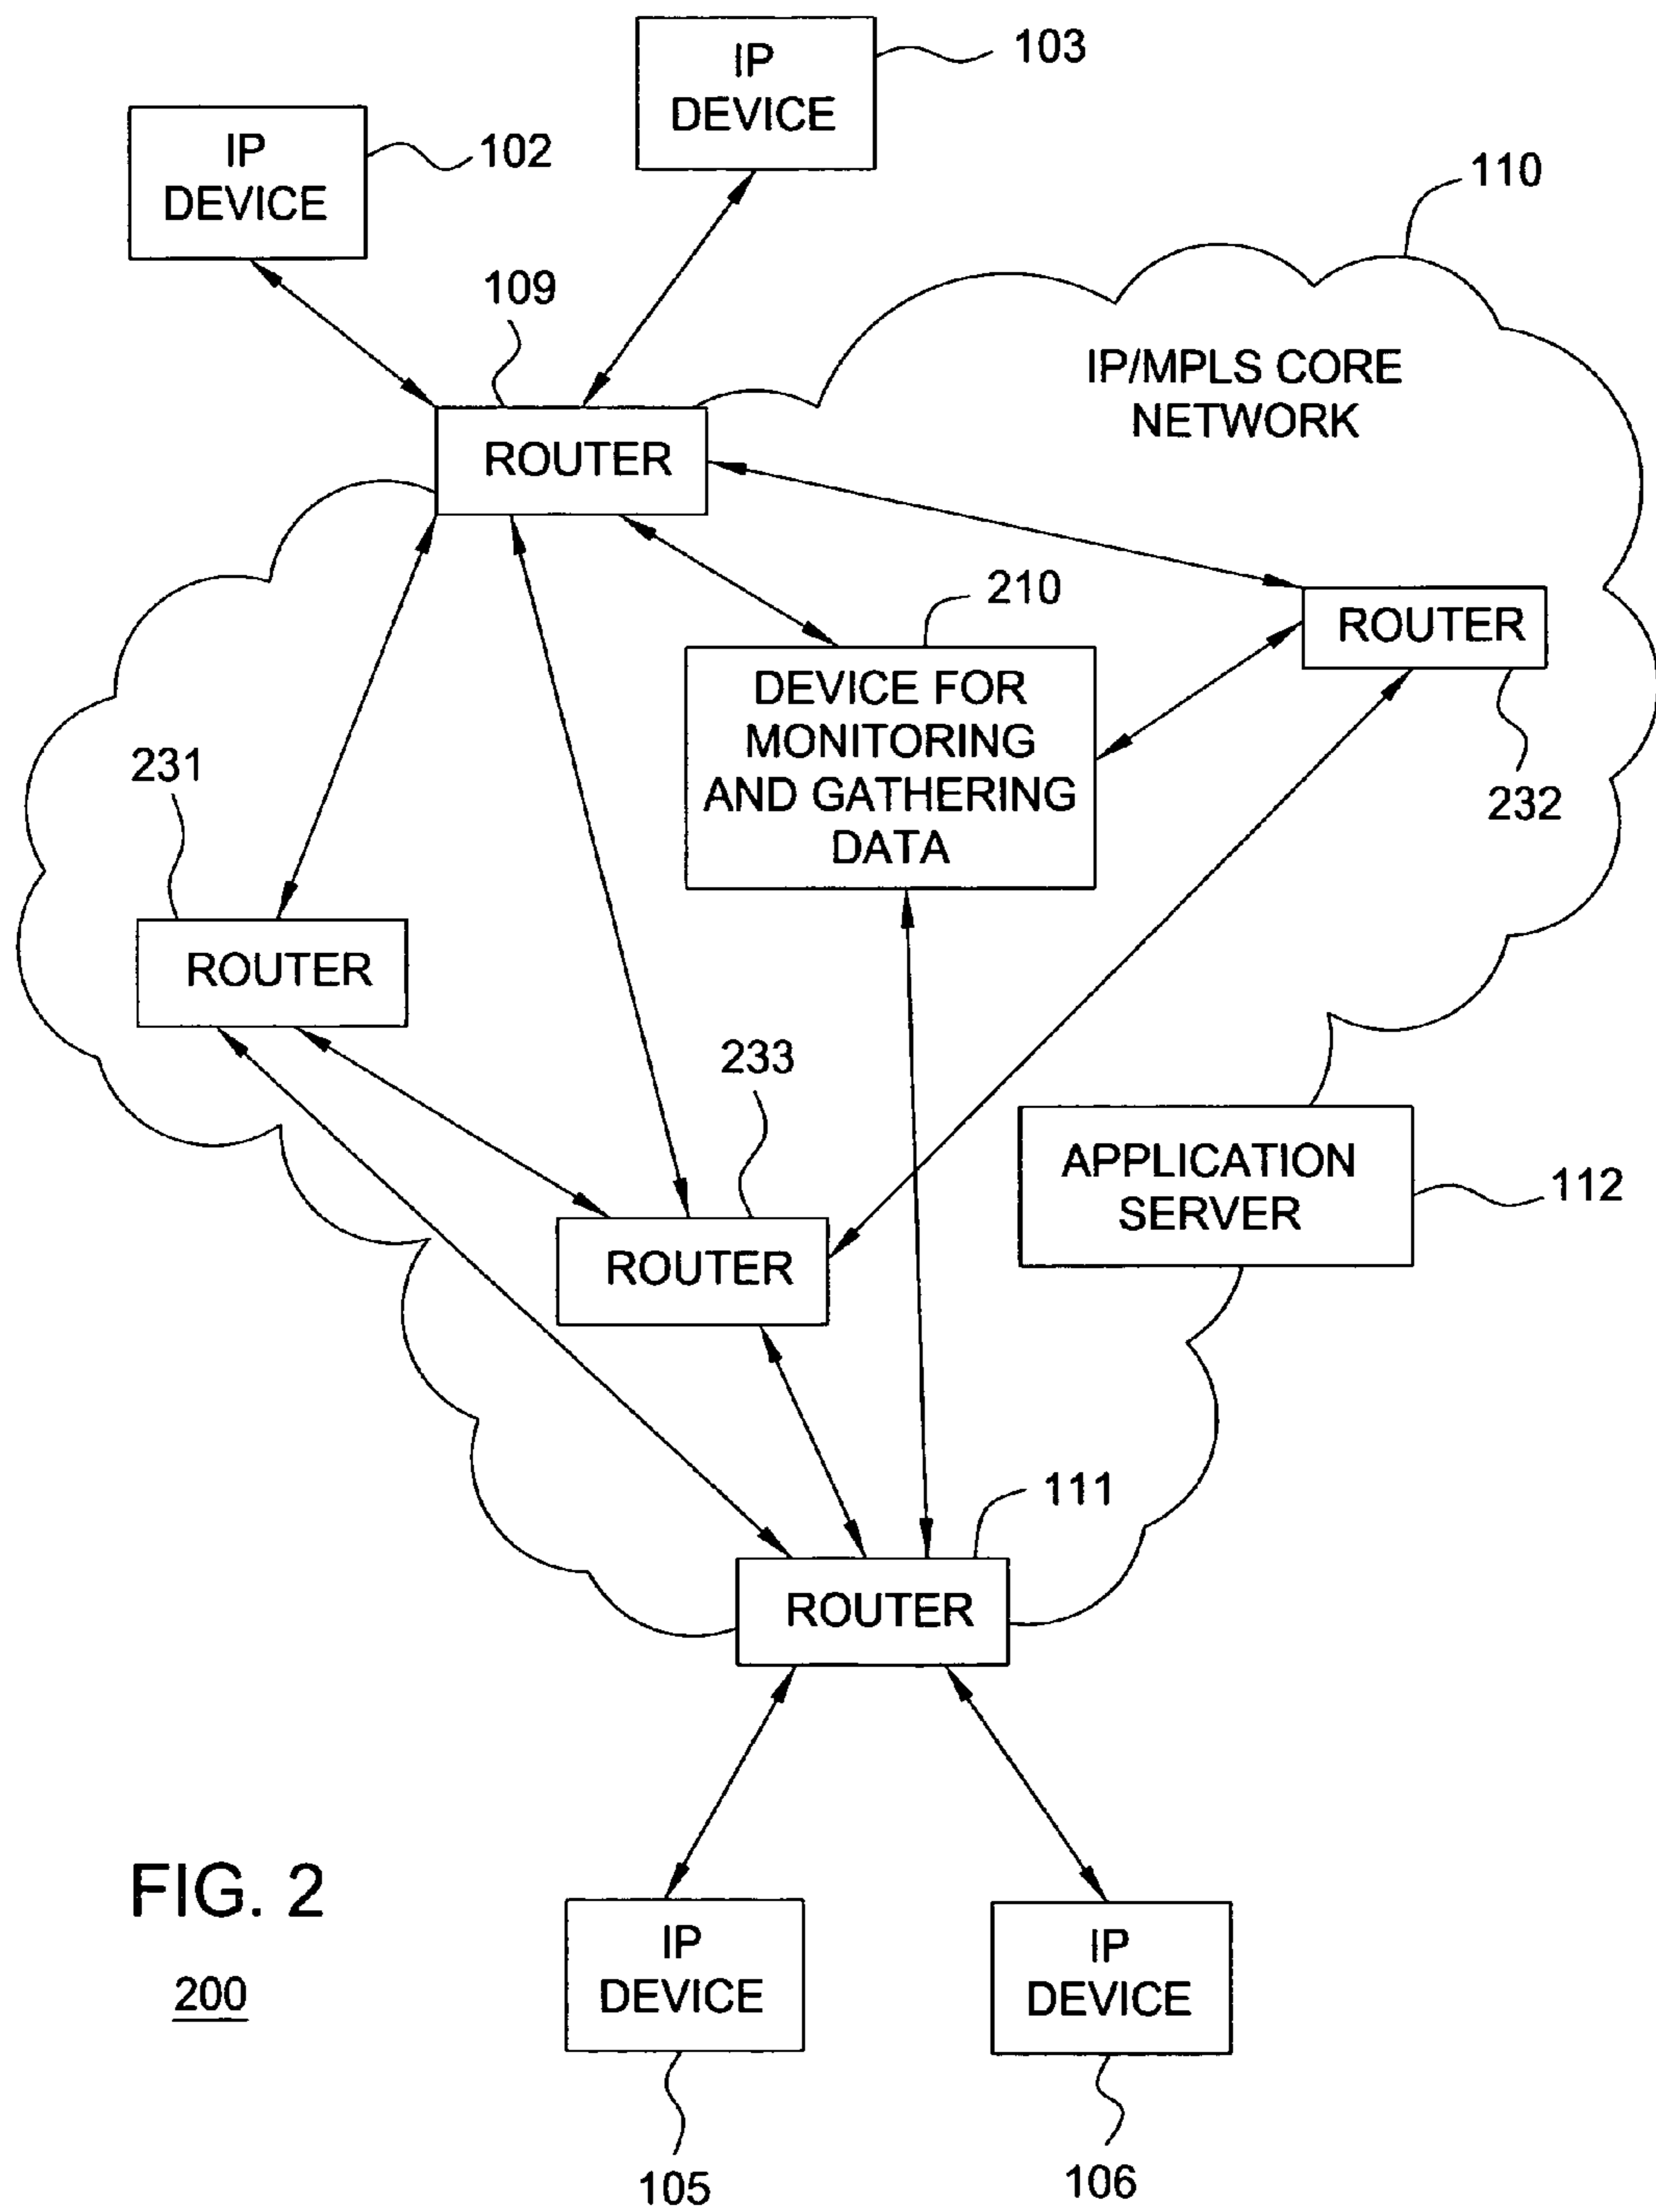 IP
DEVICE
103
IP
DEVICE
102
110
109
IP/MPLS CORE
NETWORK
ROUTER
210
ROUTER
232
DEVICE FOR
MONITORING
AND GATHERING
DATA
231
ROUTER
233
APPLICATION
SERVER
112
ROUTER
111
ROUTER
FIG. 2
200
IP
DEVICE
105
IP
DEVICE
106